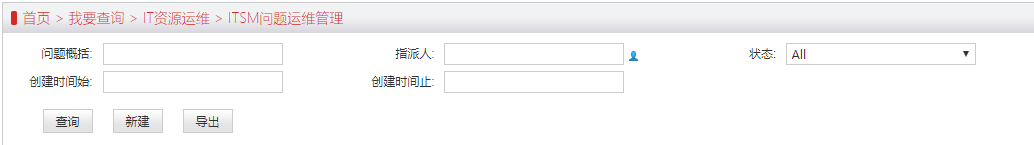 首页 > 我要查询 > IT资源运维 > ITSM问题运维管理
问题概括: 指派人: 状态: All
创建时间始: 创建时间止:
查询 新建 导出